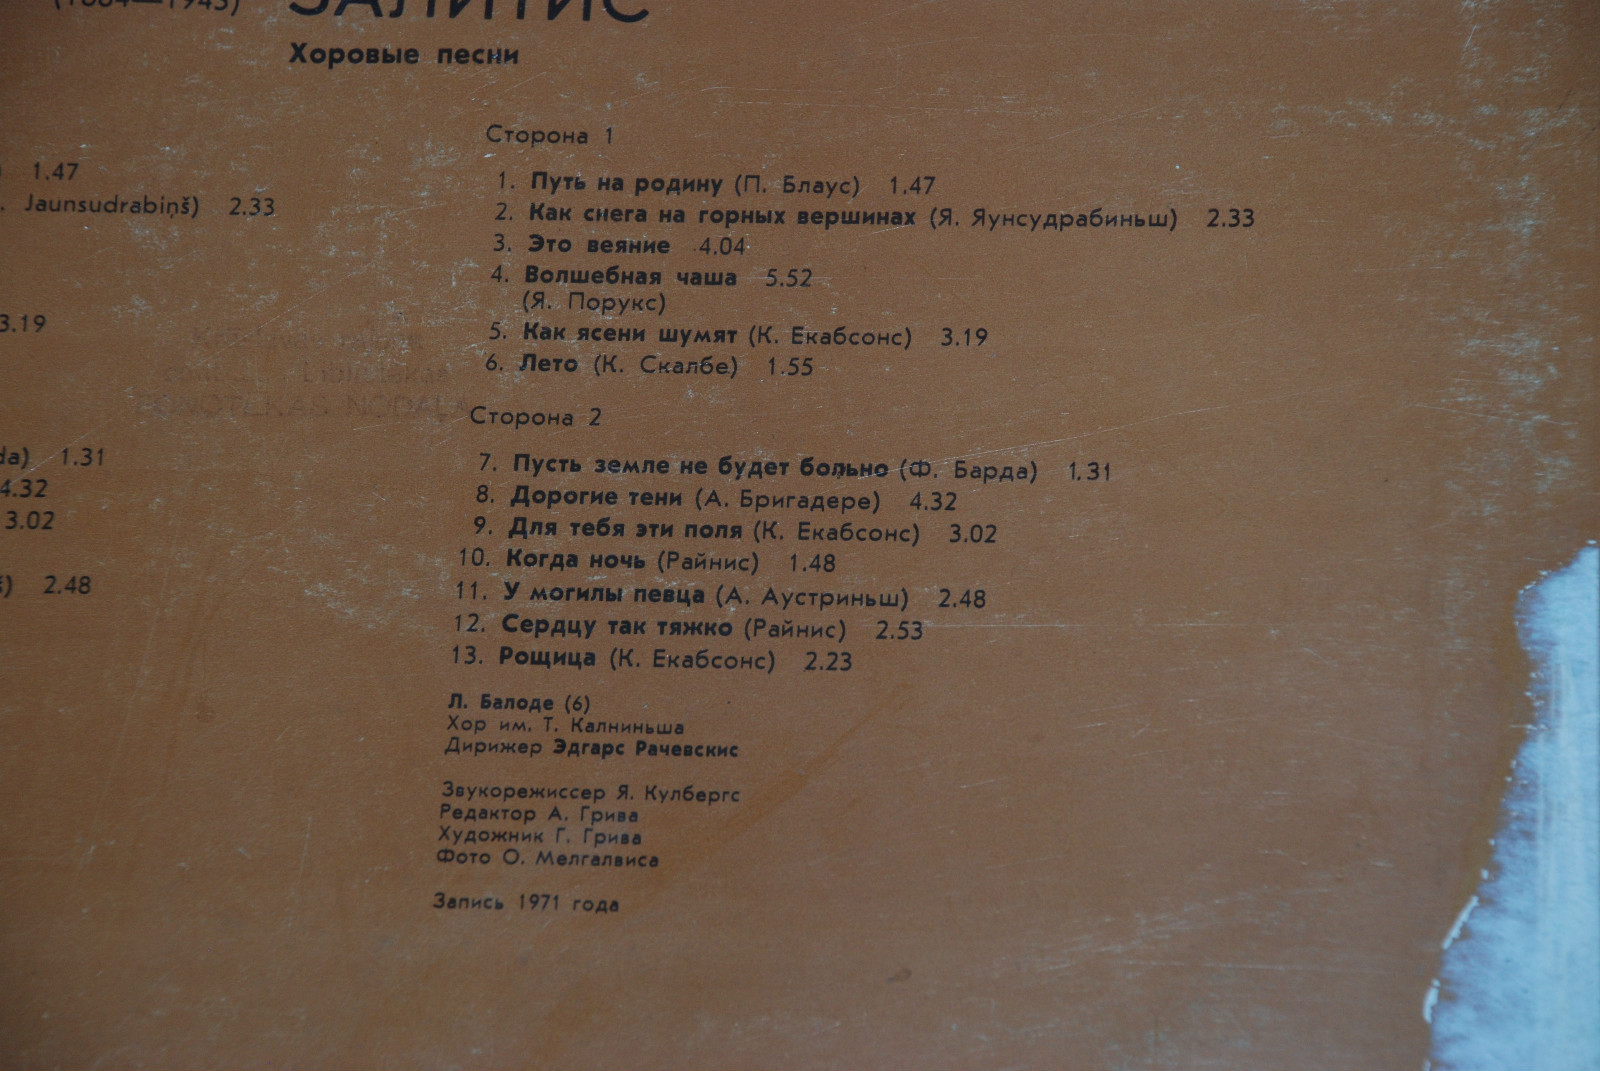 ЗАЛИТИС
Хоровые песни
1.47
Jaunsudrabiņš) 2.33
3.19
1.31
4.32
3.02
2.48
Сторона 1
1. Путь на родину (П. Блаус) 1.47
2. Как снега на горных вершинах (Я. Яунсудрабиньш) 2.33
3. Это веяние 4.04
4. Волшебная чаша 5.52
(Я. Порукс)
5. Как ясени шумят (К. Екабсонс) 3.19
6. Лето (К. Скалбе) 1.55
Сторона 2
7. Пусть земле не будет больно (Ф. Барда) 1.31
8. Дорогие тени (А. Бригадере) 4.32
9. Для тебя эти поля (К. Екабсонс) 3.02
10. Когда ночь (Райнис) 1.48
11. У могилы певца (А. Аустриньш) 2.48
12. Сердцу так тяжко (Райнис) 2.53
13. Рощица (К. Екабсонс) 2.23
Л. Балоде (6)
Хор им. Т. Калниньша
Дирижер Эдгарс Рачевскис
Звукорежиссер Я. Кулбергс
Редактор А. Грива
Художник Г. Грива
Фото О. Мелгалвиса
Запись 1971 года
NODAĻA